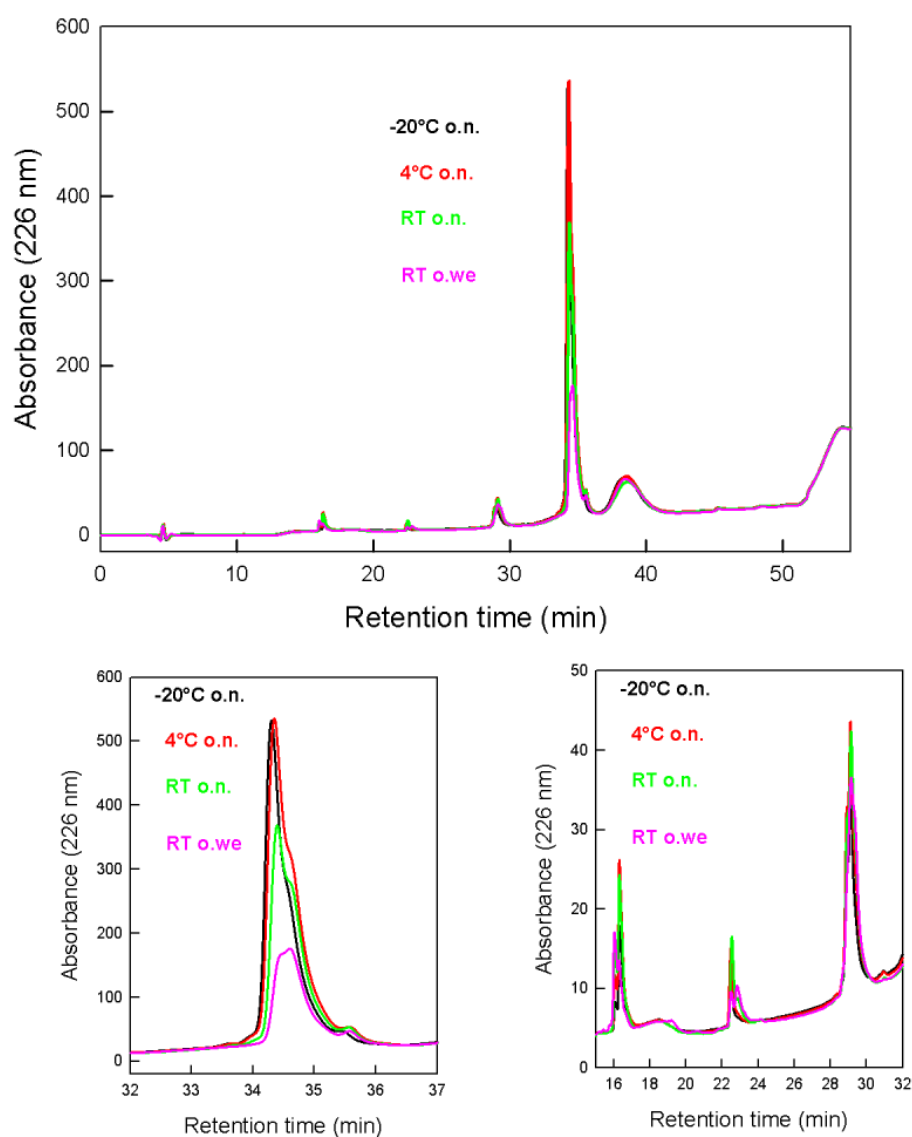 600
500
400
300
200
100
0
Absorbance (226 nm)
-20°C o.n.
4°C o.n.
RT o.n.
RT o.we
0 10 20 30 40 50
Retention time (min)
600
500
400
300
200
100
0
Absorbance (226 nm)
-20°C o.n.
4°C o.n.
RT o.n.
RT o.we
32 33 34 35 36 37
Retention time (min)
50
40
30
20
10
0
Absorbance (226 nm)
-20°C o.n.
4°C o.n.
RT o.n.
RT o.we
16 18 20 22 24 26 28 30 32
Retention time (min)